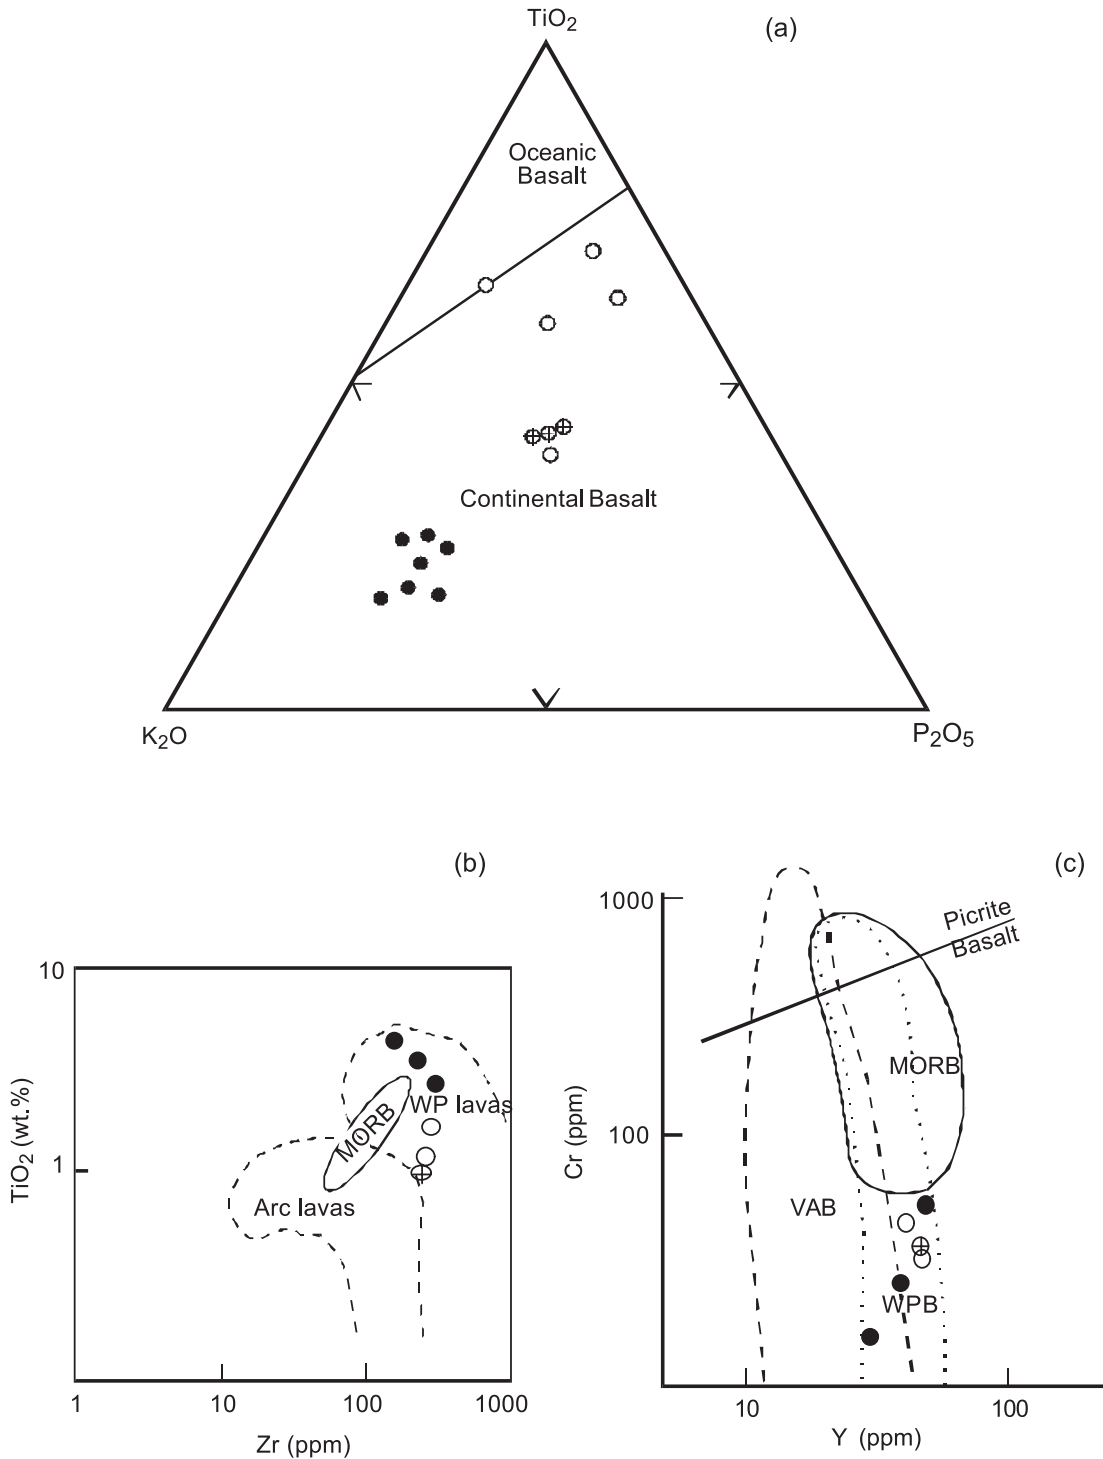 TiO2
(a)
Oceanic
Basalt
Continental Basalt
K2O
P2O5
(b)
10
TiO2 (wt.%)
WP lavas
MORB
1
Arc lavas
1
10
100
1000
Zr (ppm)
(c)
1000
Picrite
Basalt
Cr (ppm)
MORB
100
VAB
WPB
10
100
Y (ppm)